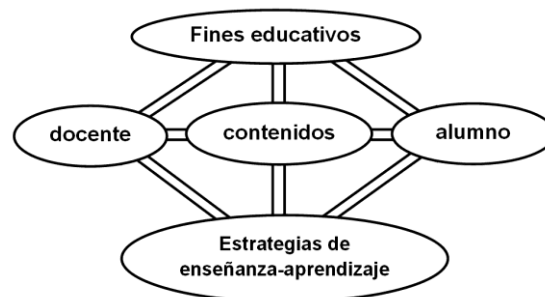 Fines educativos
docente
contenidos
alumno
Estrategias de
enseñanza-aprendizaje